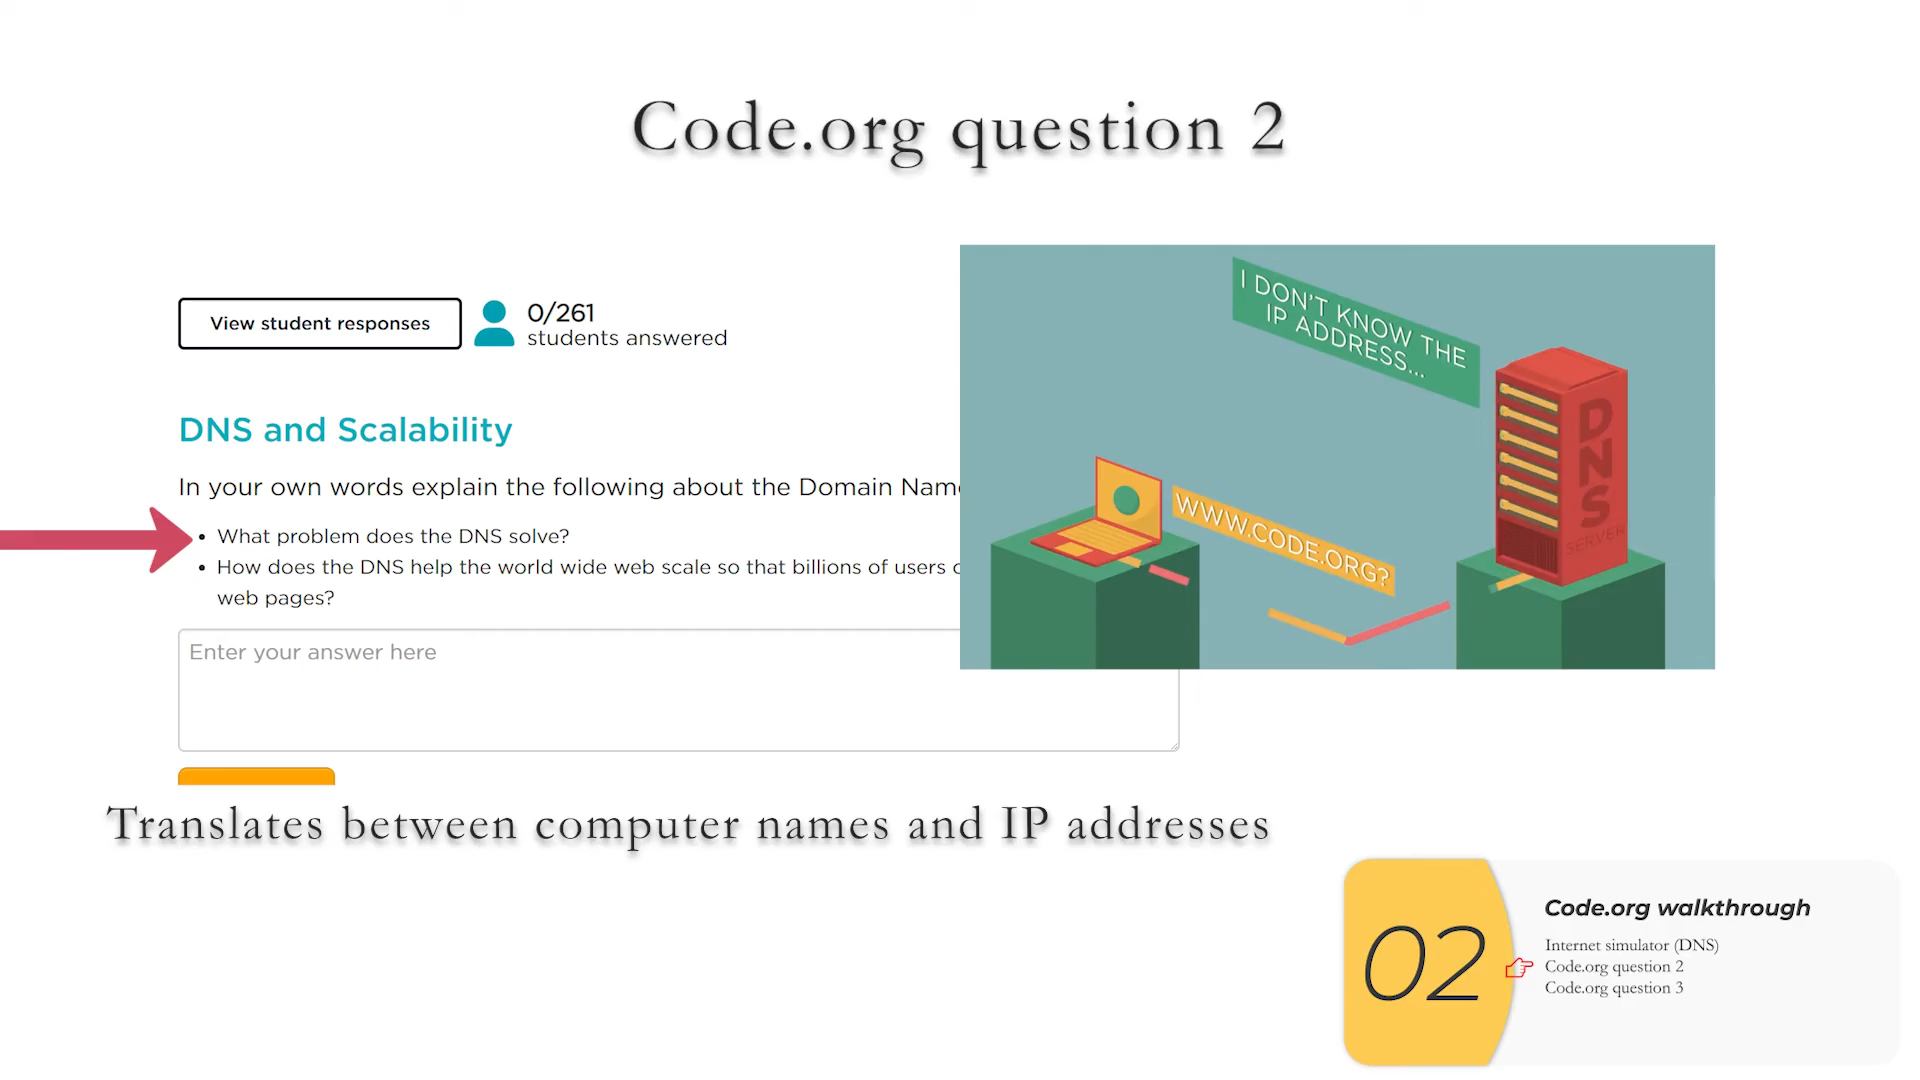 Code.org question 2
View student responses
0/261
students answered
DNS and Scalability
In your own words explain the following about the Domain Nam
What problem does the DNS solve?
How does the DNS help the world wide web scale so that billions of users
web pages?
Enter your answer here
I DON'T KNOW THE
IP ADDRESS...
WWW.CODE.ORG?
DNS
SERVER
Translates between computer names and IP addresses
02
Code.org walkthrough
Internet simulator (DNS)
Code.org question 2
Code.org question 3